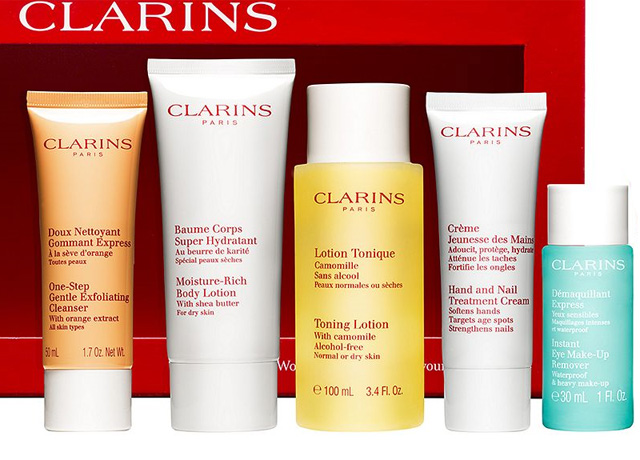 CLARINS
CLARINS
PARIS
Doux Nettoyant
Gommant Express
À la sève d'orange
Toutes peaux
One-Step
Gentle Exfoliating
Cleanser
With orange extract
All skin types
50 mL 1.7 Oz. Net Wt.
CLARINS
PARIS
Baume Corps
Super Hydratant
Au beurre de karité
Spécial peaux sèches
Moisture-Rich
Body Lotion
With shea butter
For dry skin
CLARINS
PARIS
Lotion Tonique
Camomille
Sans alcool
Peaux normales ou sèches
Toning Lotion
With camomile
Alcohol-free
Normal or dry skin
℮ 100 mL 3.4 Fl. Oz.
CLARINS
PARIS
Crème
Jeunesse des Mains
Adoucit, protège, hydrate
Atténue les taches
Fortifie les ongles
Hand and Nail
Treatment Cream
Softens hands
Targets age spots
Strengthens nails
CLARINS
PARIS
Démaquillant
Express
Yeux sensibles
Maquillages intenses
et waterproof
Instant
Eye Make-Up
Remover
Waterproof
& heavy make-up
℮ 30 mL 1 Fl. Oz.